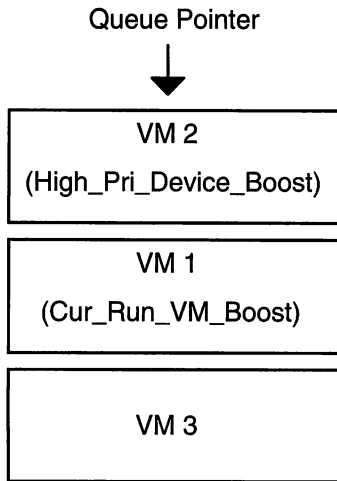 Queue Pointer
VM 2
(High_Pri_Device_Boost)
VM 1
(Cur_Run_VM_Boost)
VM 3